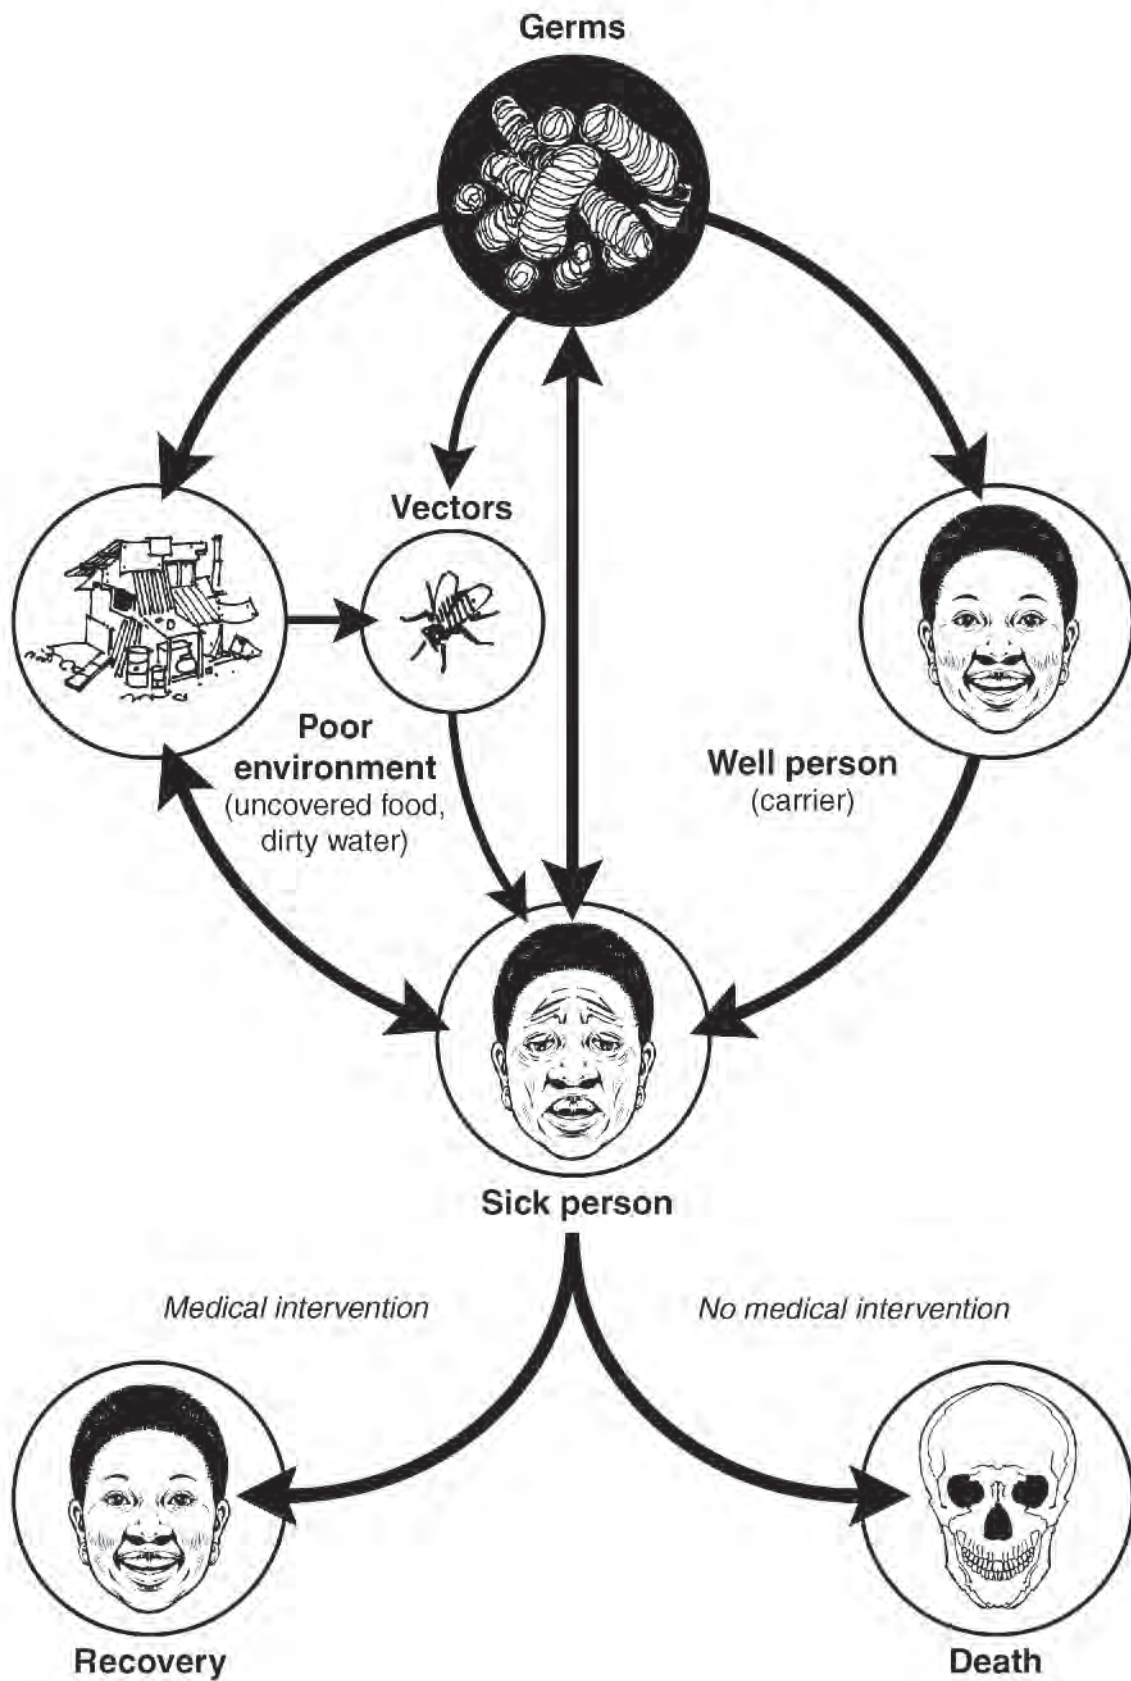 Germs
Vectors
Poor
environment
(uncovered food,
dirty water)
Well person
(carrier)
Sick person
Medical intervention
No medical intervention
Recovery
Death